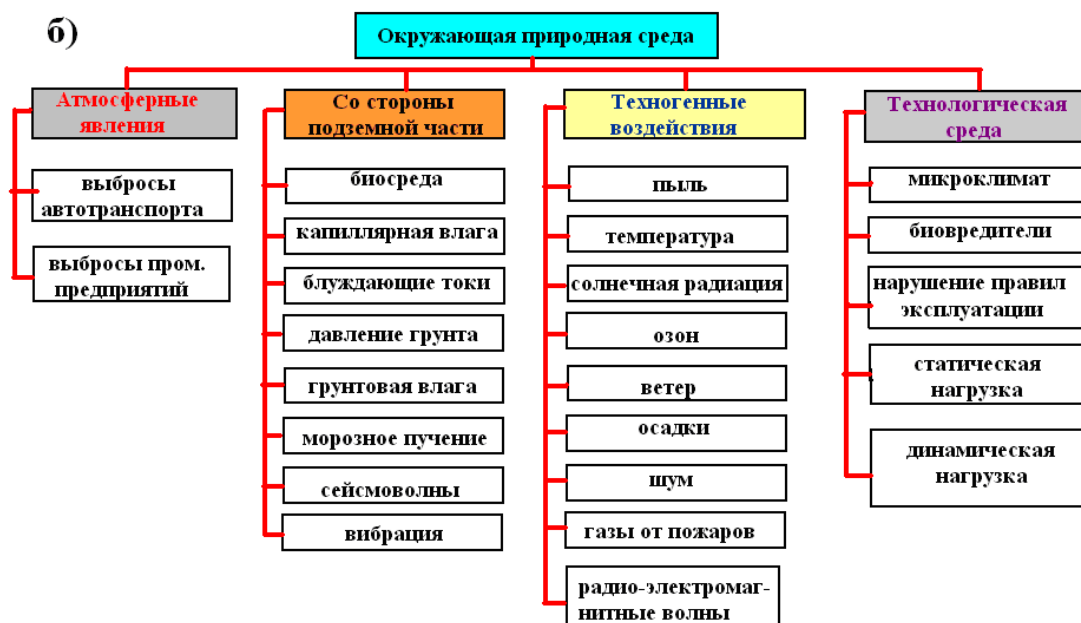 б)
Окружающая природная среда
Атмосферные
явления
выбросы
автотранспорта
выбросы пром.
предприятий
Со стороны
подземной части
биосреда
капиллярная влага
блуждающие токи
давление грунта
грунтовая влага
морозное пучение
сейсмоволны
вибрация
Техногенные
воздействия
пыль
температура
солнечная радиация
озон
ветер
осадки
шум
газы от пожаров
радио-электромаг-
нитные волны
Технологическая
среда
микроклимат
биовредители
нарушение правил
эксплуатации
статическая
нагрузка
динамическая
нагрузка